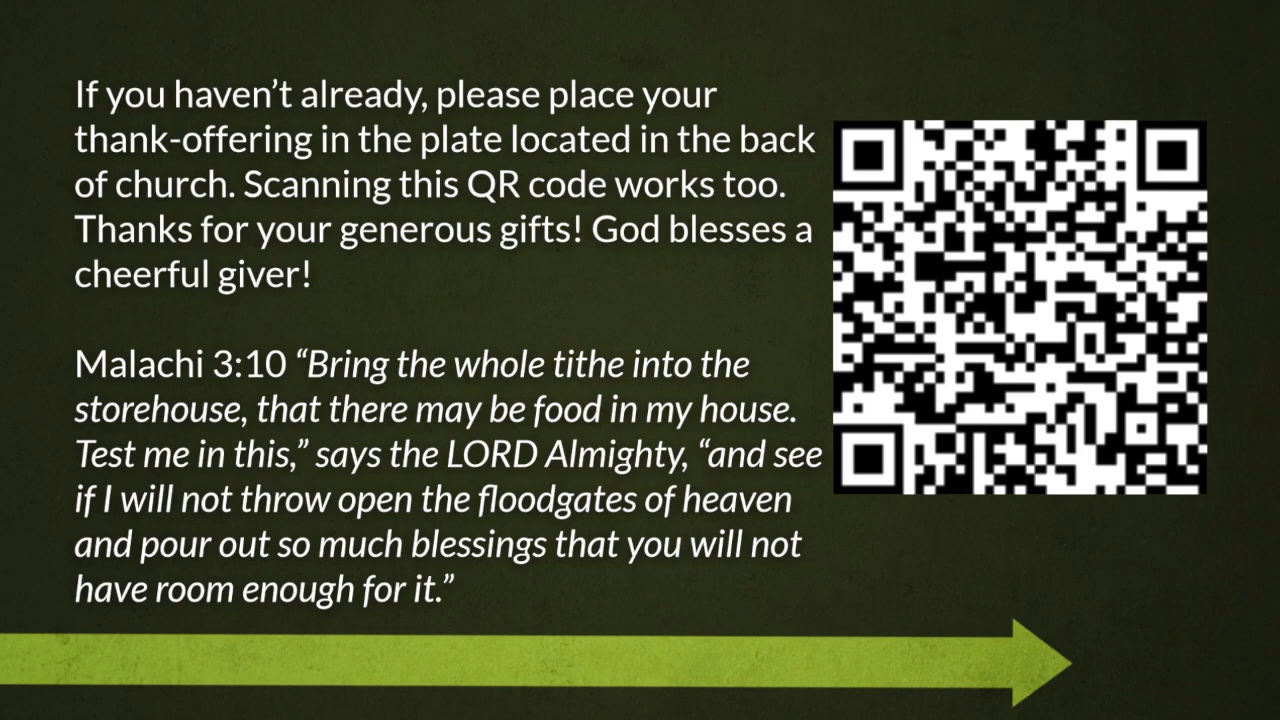 If you haven’t already, please place your
thank-offering in the plate located in the back
of church. Scanning this QR code works too.
Thanks for your generous gifts! God blesses a
cheerful giver!
Malachi 3:10 “Bring the whole tithe into the
storehouse, that there may be food in my house.
Test me in this,” says the LORD Almighty, “and see
if I will not throw open the floodgates of heaven
and pour out so much blessings that you will not
have room enough for it.”